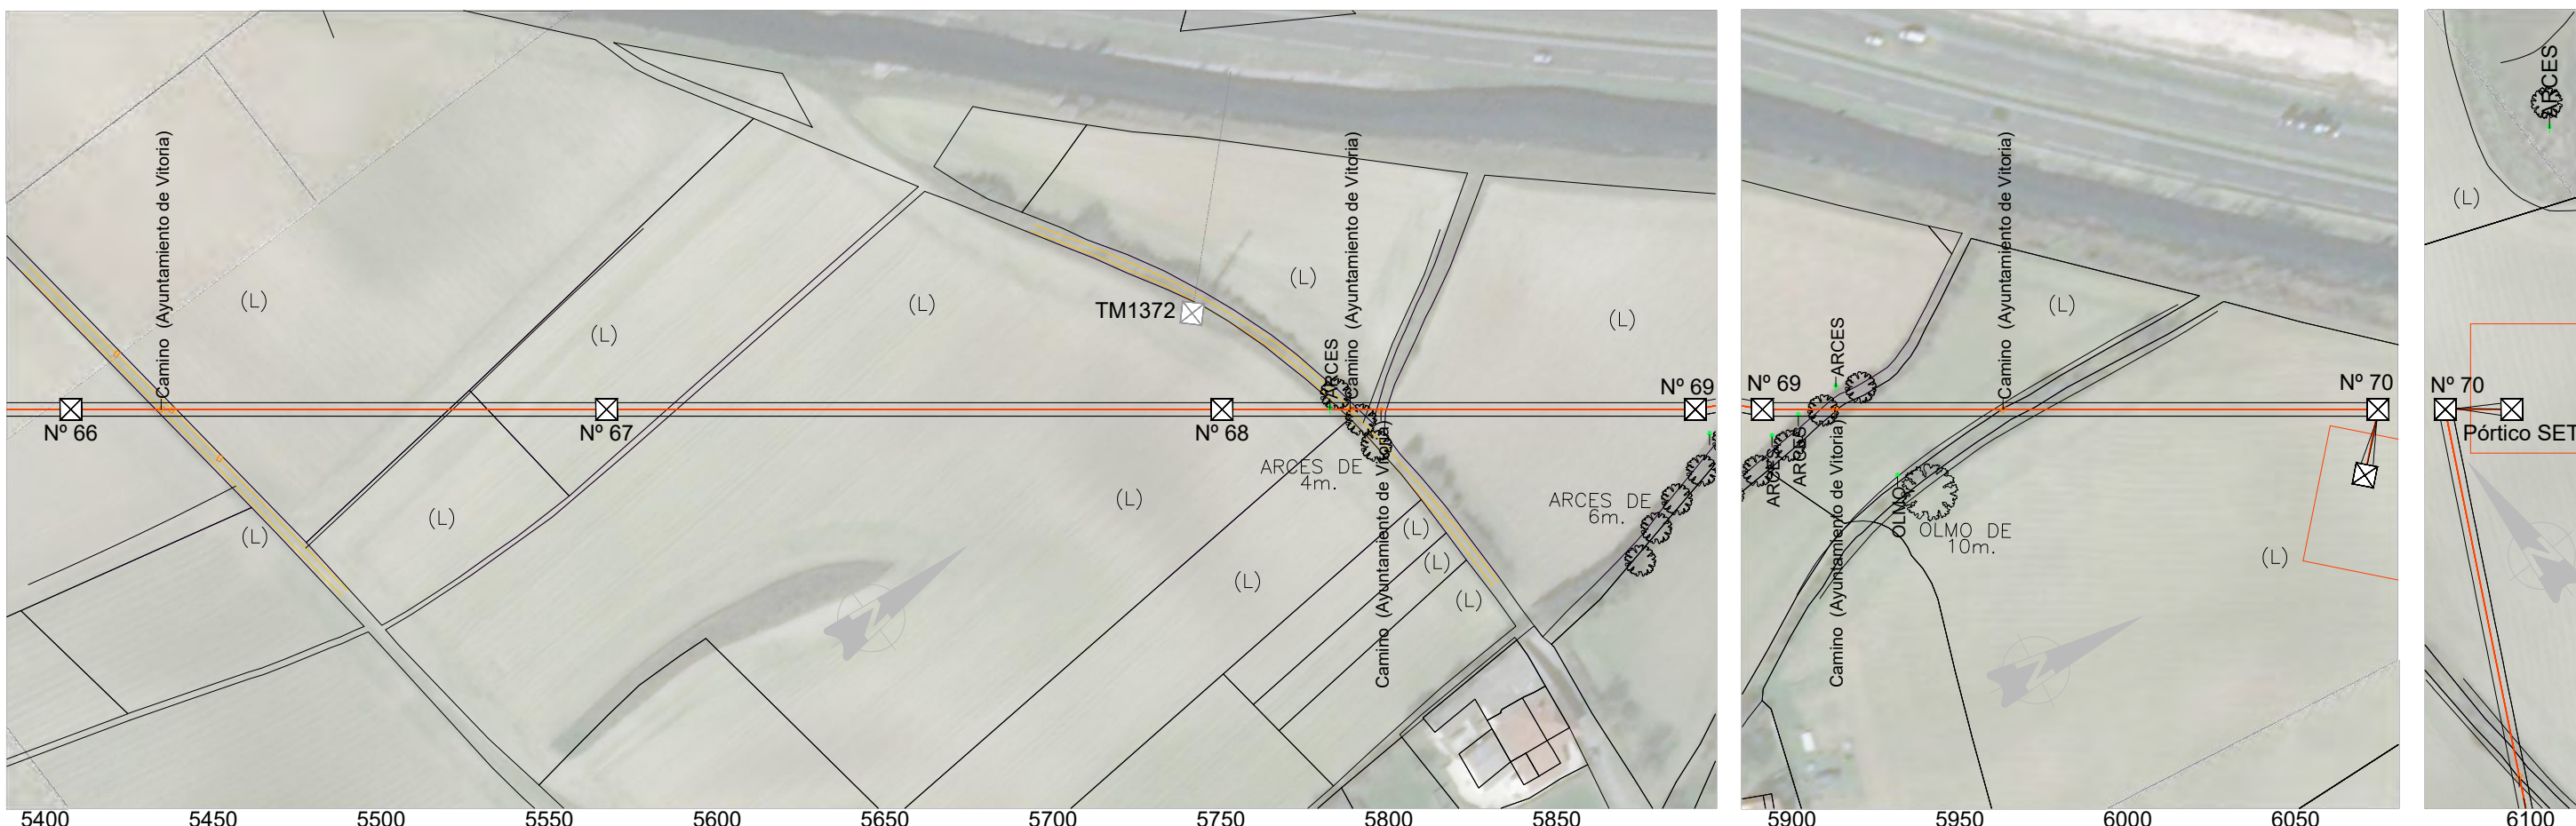 ARCES
(L)
Camino (Ayuntamiento de Vitoria)
Camino (Ayuntamiento de Vitoria)
Camino (Ayuntamiento de Vitoria)
(L)
(L)
(L)
(L)
(L)
(L)
TM1372
ARCES
ARCES
Nº 66
Nº 67
Nº 68
Nº 69
Nº 69
Nº 70
Nº 70
Pórtico SET
ARCES DE
4m.
ARCES DE
6m.
ARCES
ARCES
OLMO
OLMO DE
10m.
Camino (Ayuntamiento de Vitoria)
Camino (Ayuntamiento de Vitoria)
(L)
(L)
(L)
(L)
(L)
(L)
(L)
(L)
5400
5450
5500
5550
5600
5650
5700
5750
5800
5850
5900
5950
6000
6050
6100